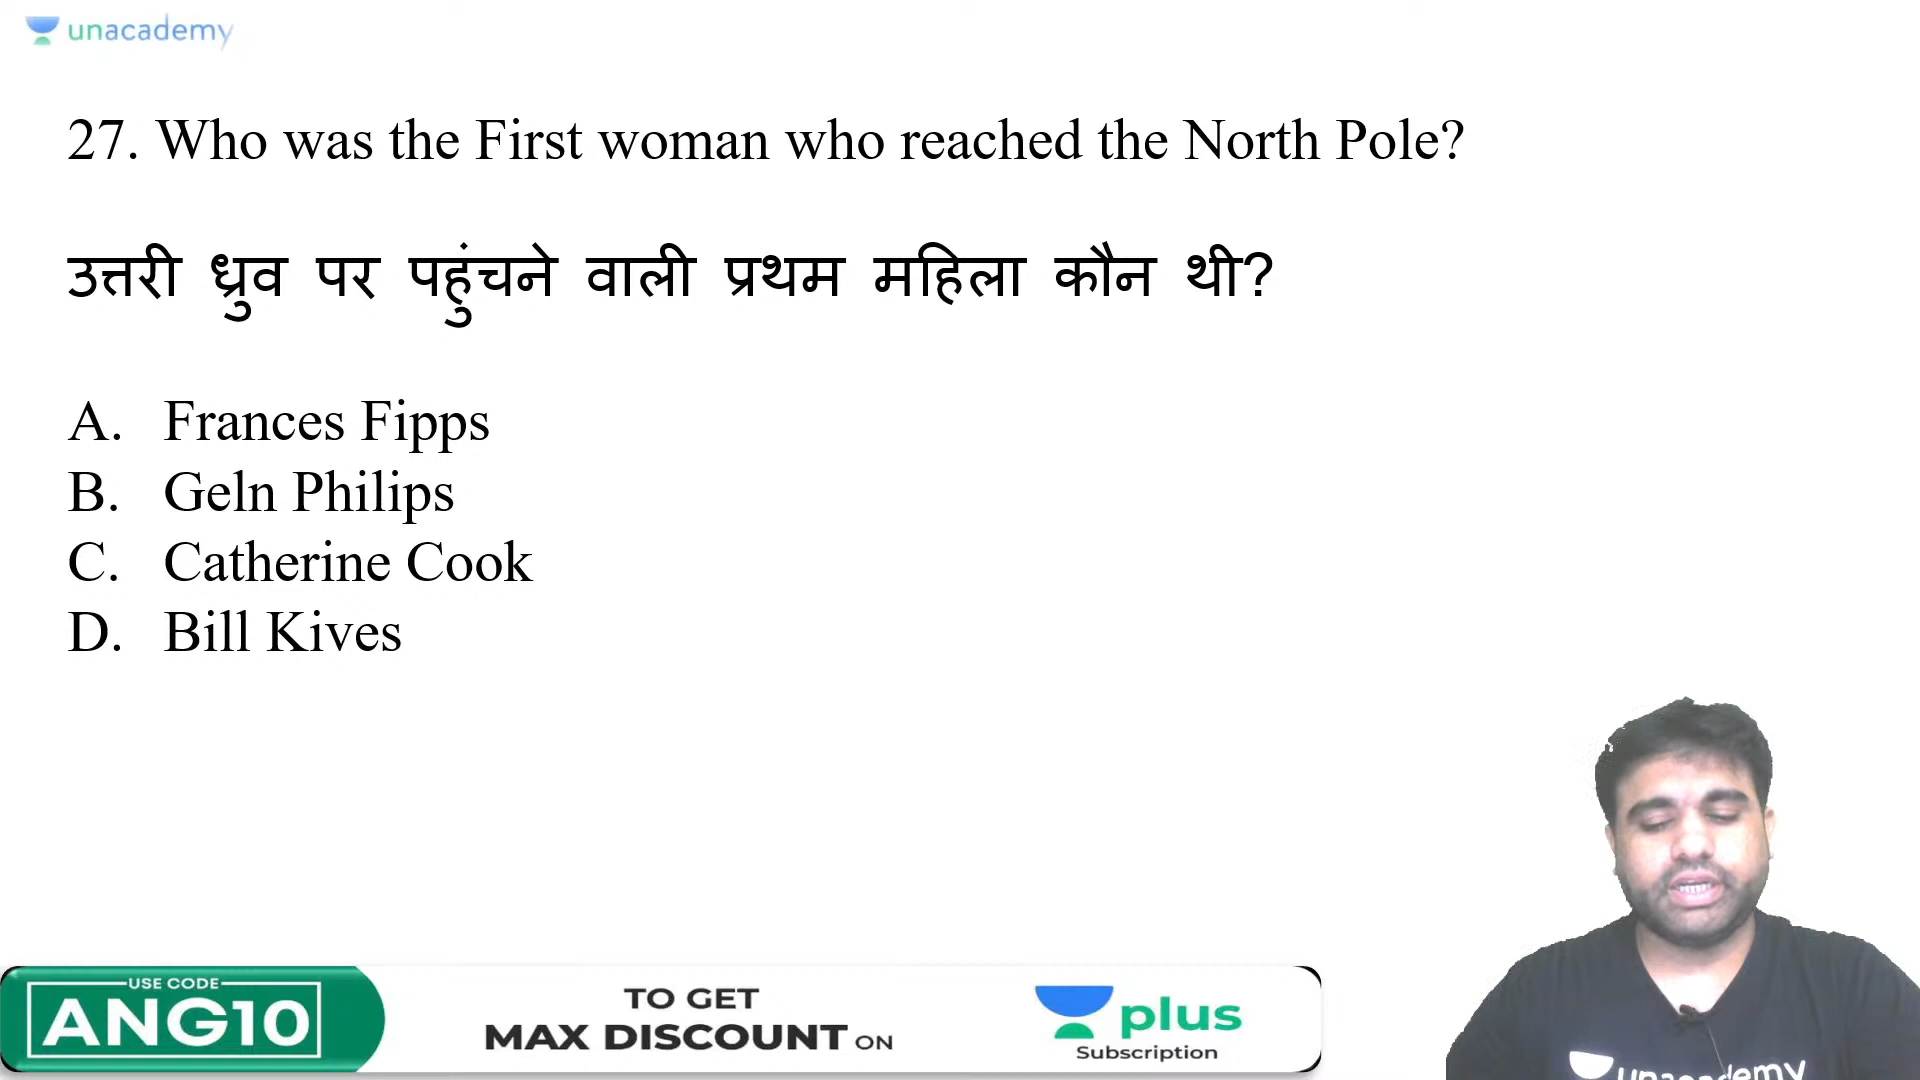 unacademy
27. Who was the First woman who reached the North Pole?
उत्तरी ध्रुव पर पहुंचने वाली प्रथम महिला कौन थी?
A. Frances Fipps
B. Geln Philips
C. Catherine Cook
D. Bill Kives
USE CODE
ANG10
TO GET
MAX DISCOUNT ON
plus
Subscription
unacademy